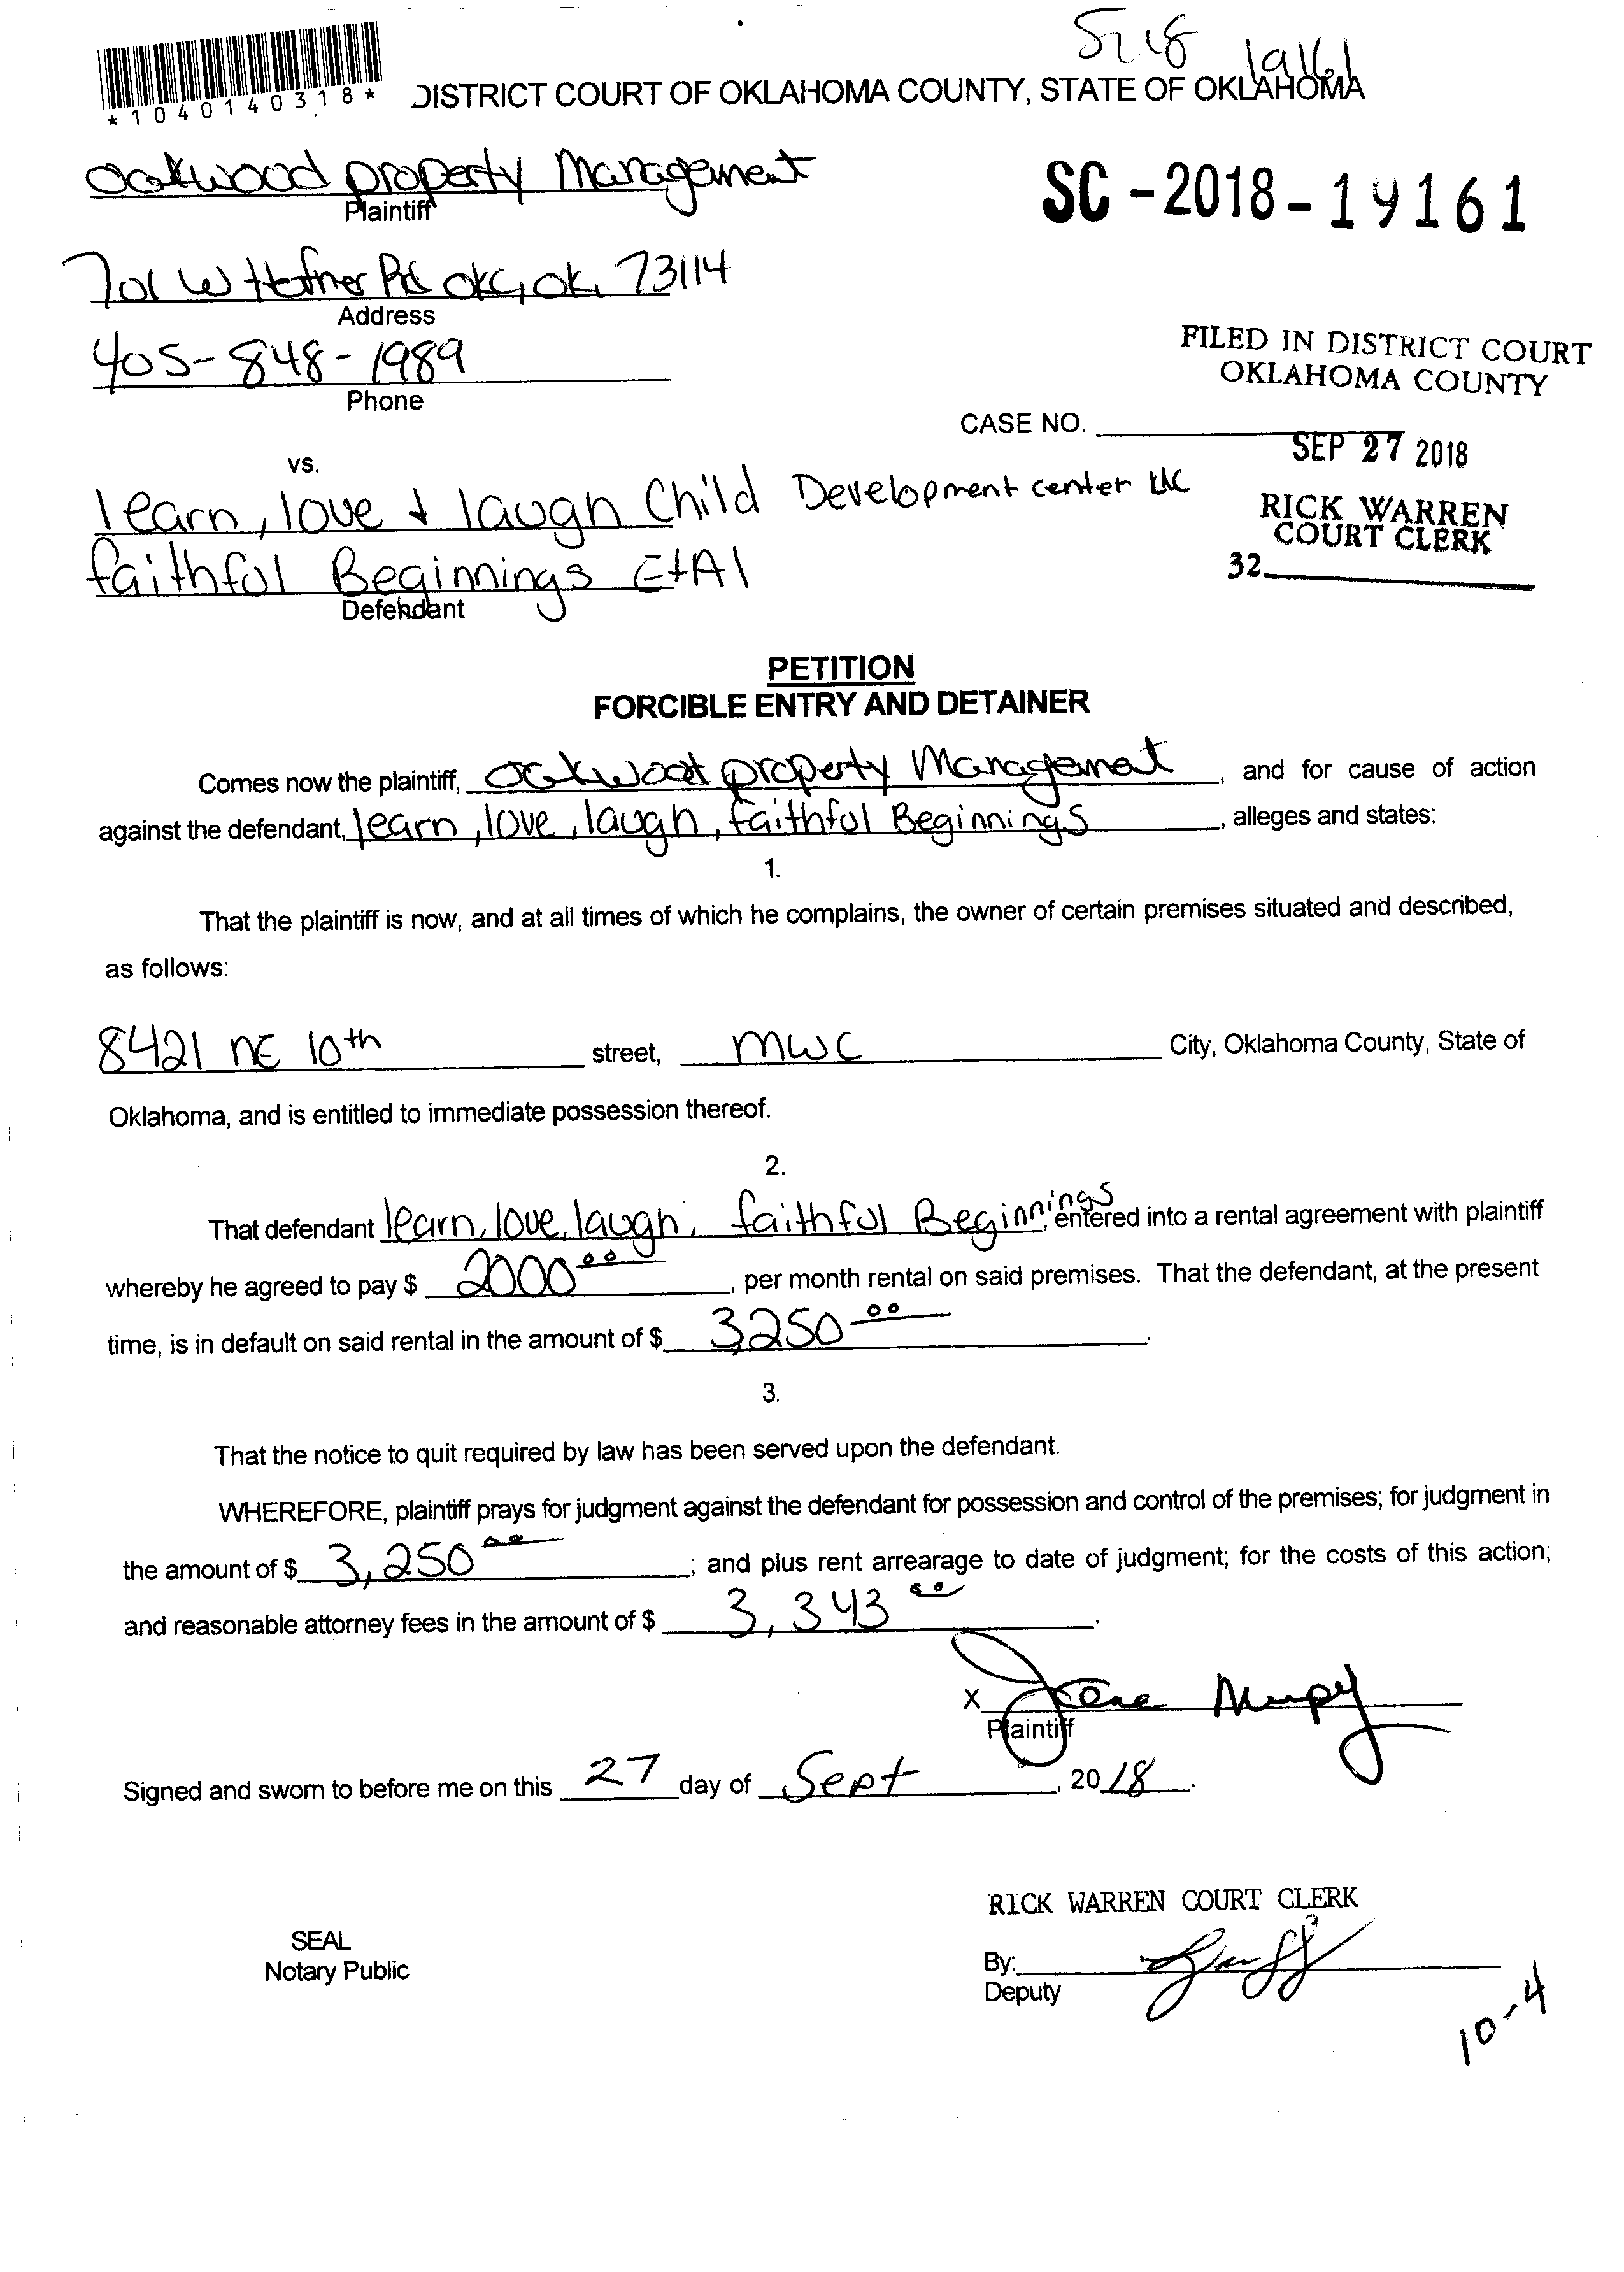 5218 19161
*1040140318*
DISTRICT COURT OF OKLAHOMA COUNTY, STATE OF OKLAHOMA
Oakwood property Management
Plaintiff
SC-2018-19161
701 W Hefner Rd OKC, OK. 73114
Address
405-848-1989
Phone
FILED IN DISTRICT COURT
OKLAHOMA COUNTY
CASE NO.
SEP 27 2018
vs.
learn, love + laugh Child Development center LLC
RICK WARREN
COURT CLERK
32
faithful Beginnings EtAl
Defendant
PETITION
FORCIBLE ENTRY AND DETAINER
Comes now the plaintiff, Oakwoot property Management, and for cause of action
against the defendant, learn, love, laugh, faithful Beginnings, alleges and states:
1.
That the plaintiff is now, and at all times of which he complains, the owner of certain premises situated and described,
as follows:
8421 NE 10th street, MWC City, Oklahoma County, State of
Oklahoma, and is entitled to immediate possession thereof.
2.
That defendant learn, love, laugh, faithful Beginnings, entered into a rental agreement with plaintiff
whereby he agreed to pay $ 2000 00, per month rental on said premises. That the defendant, at the present
time, is in default on said rental in the amount of $ 3,250 00.
3.
That the notice to quit required by law has been served upon the defendant.
WHEREFORE, plaintiff prays for judgment against the defendant for possession and control of the premises; for judgment in
the amount of $ 3,250 00; and plus rent arrearage to date of judgment; for the costs of this action;
and reasonable attorney fees in the amount of $ 3,343 00.
X
Plaintiff
Signed and sworn to before me on this 27 day of Sept, 20 18.
RICK WARREN COURT CLERK
SEAL
Notary Public
By:
Deputy
10-4